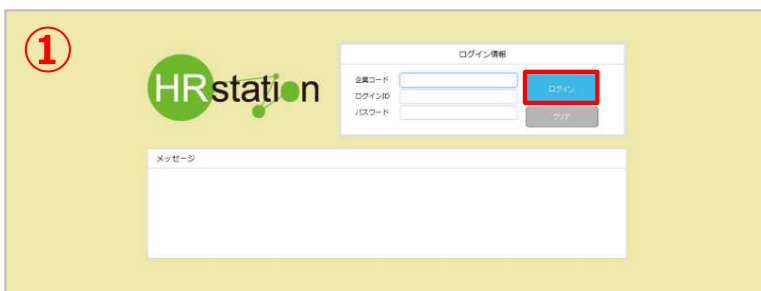 ①
HRstation
ログイン情報
企業コード
ログインID
パスワード
ログイン
クリア
メッセージ